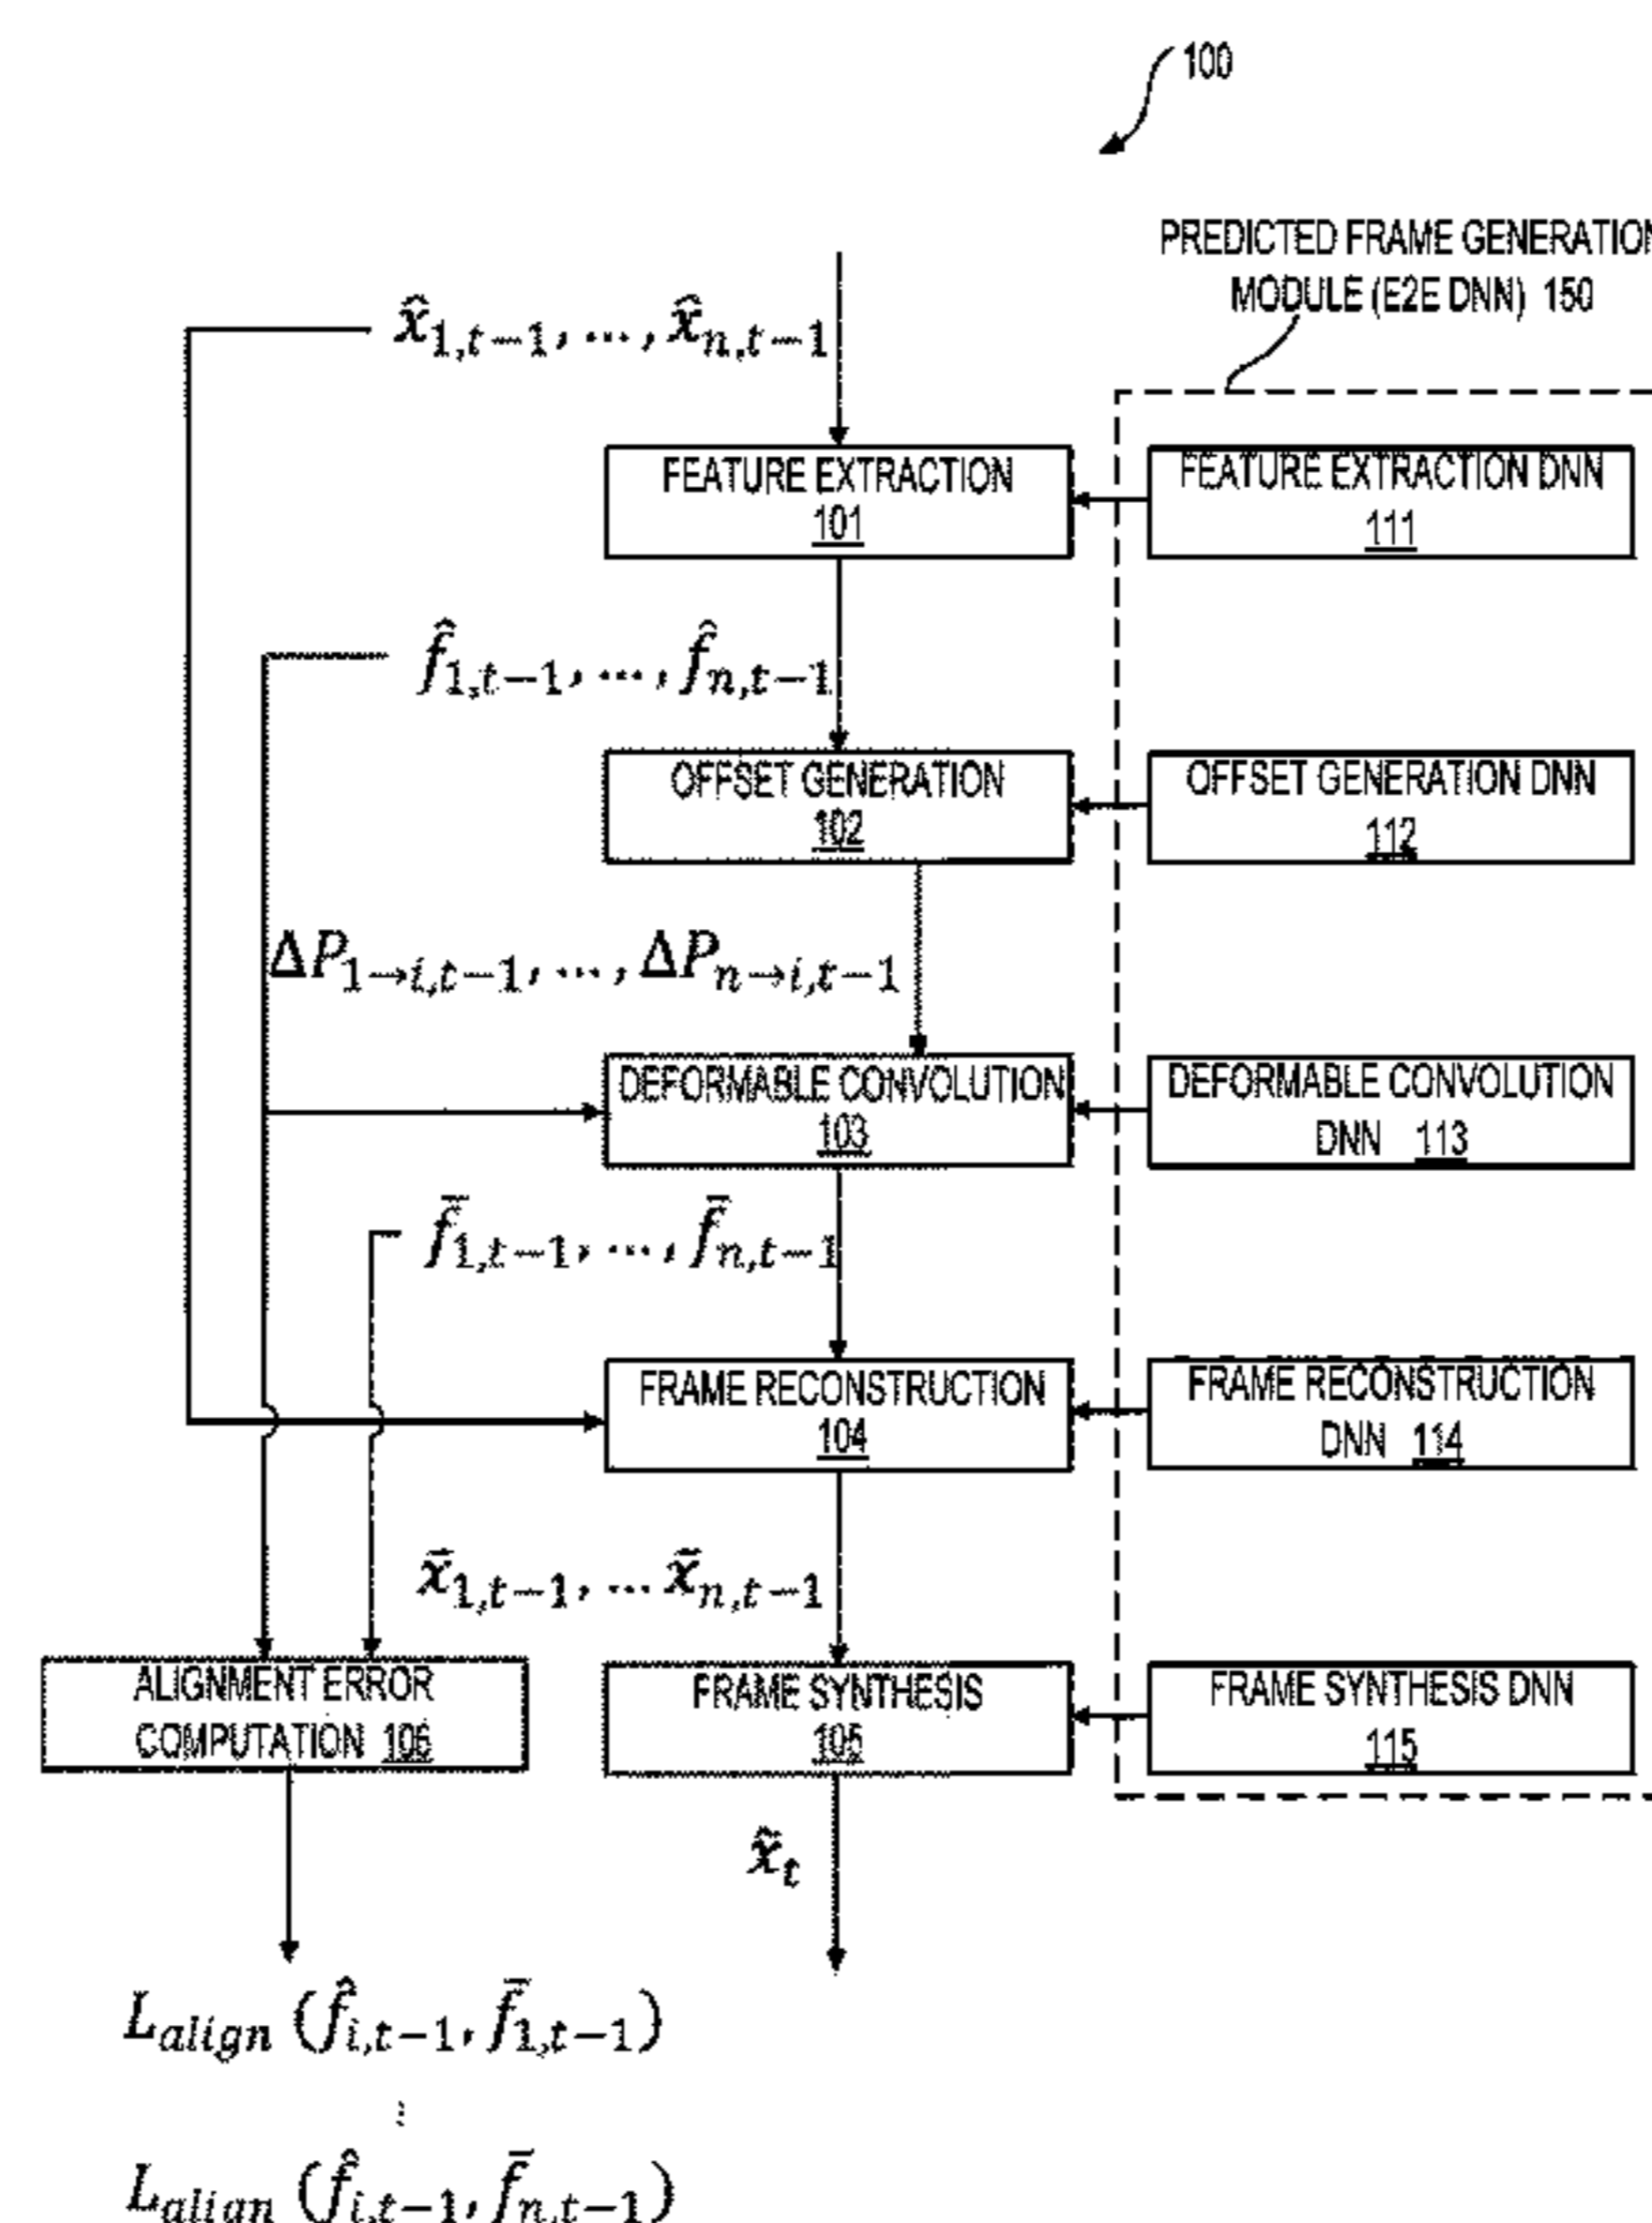 100
PREDICTED FRAME GENERATION
MODULE (E2E DNN) 150
x̂₁,ₜ₋₁, …, x̂ₙ,ₜ₋₁
FEATURE EXTRACTION
101
FEATURE EXTRACTION DNN
111
f̂₁,ₜ₋₁, …, f̂ₙ,ₜ₋₁
OFFSET GENERATION
102
OFFSET GENERATION DNN
112
ΔP₁→ᵢ,ₜ₋₁, …, ΔPₙ→ᵢ,ₜ₋₁
DEFORMABLE CONVOLUTION
103
DEFORMABLE CONVOLUTION
DNN 113
f̄₁,ₜ₋₁, …, f̄ₙ,ₜ₋₁
FRAME RECONSTRUCTION
104
FRAME RECONSTRUCTION
DNN 114
x̄₁,ₜ₋₁, … x̄ₙ,ₜ₋₁
ALIGNMENT ERROR
COMPUTATION 106
FRAME SYNTHESIS
105
FRAME SYNTHESIS DNN
115
x̃ₜ
L_align (f̂ᵢ,ₜ₋₁, f̄₁,ₜ₋₁)
⋮
L_align (f̂ᵢ,ₜ₋₁, f̄ₙ,ₜ₋₁)